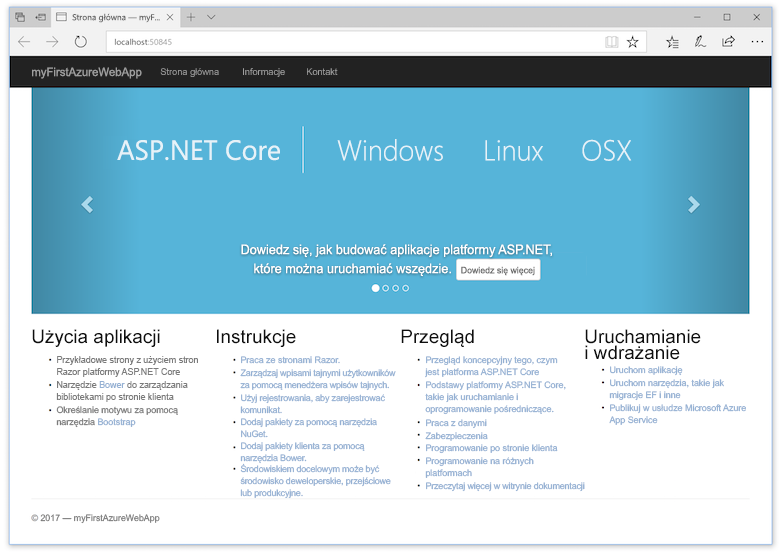 Strona główna — myF...
localhost:50845
myFirstAzureWebApp Strona główna Informacje Kontakt
ASP.NET Core Windows Linux OSX
Dowiedz się, jak budować aplikacje platformy ASP.NET,
które można uruchamiać wszędzie. Dowiedz się więcej
Użycia aplikacji
Przykładowe strony z użyciem stron
Razor platformy ASP.NET Core
Narzędzie Bower do zarządzania
bibliotekami po stronie klienta
Określanie motywu za pomocą
narzędzia Bootstrap
Instrukcje
Praca ze stronami Razor.
Zarządzaj wpisami tajnymi użytkowników
za pomocą menedżera wpisów tajnych.
Użyj rejestrowania, aby zarejestrować
komunikat.
Dodaj pakiety za pomocą narzędzia
NuGet.
Dodaj pakiety klienta za pomocą
narzędzia Bower.
Środowiskiem docelowym może być
środowisko deweloperskie, przejściowe
lub produkcyjne.
Przegląd
Przegląd koncepcyjny tego, czym
jest platforma ASP.NET Core
Podstawy platformy ASP.NET Core,
takie jak uruchamianie i
oprogramowanie pośredniczące.
Praca z danymi
Zabezpieczenia
Programowanie po stronie klienta
Programowanie na różnych
platformach
Przeczytaj więcej w witrynie dokumentacji
Uruchamianie
i wdrażanie
Uruchom aplikację
Uruchom narzędzia, takie jak
migracje EF i inne
Publikuj w usłudze Microsoft Azure
App Service
© 2017 — myFirstAzureWebApp